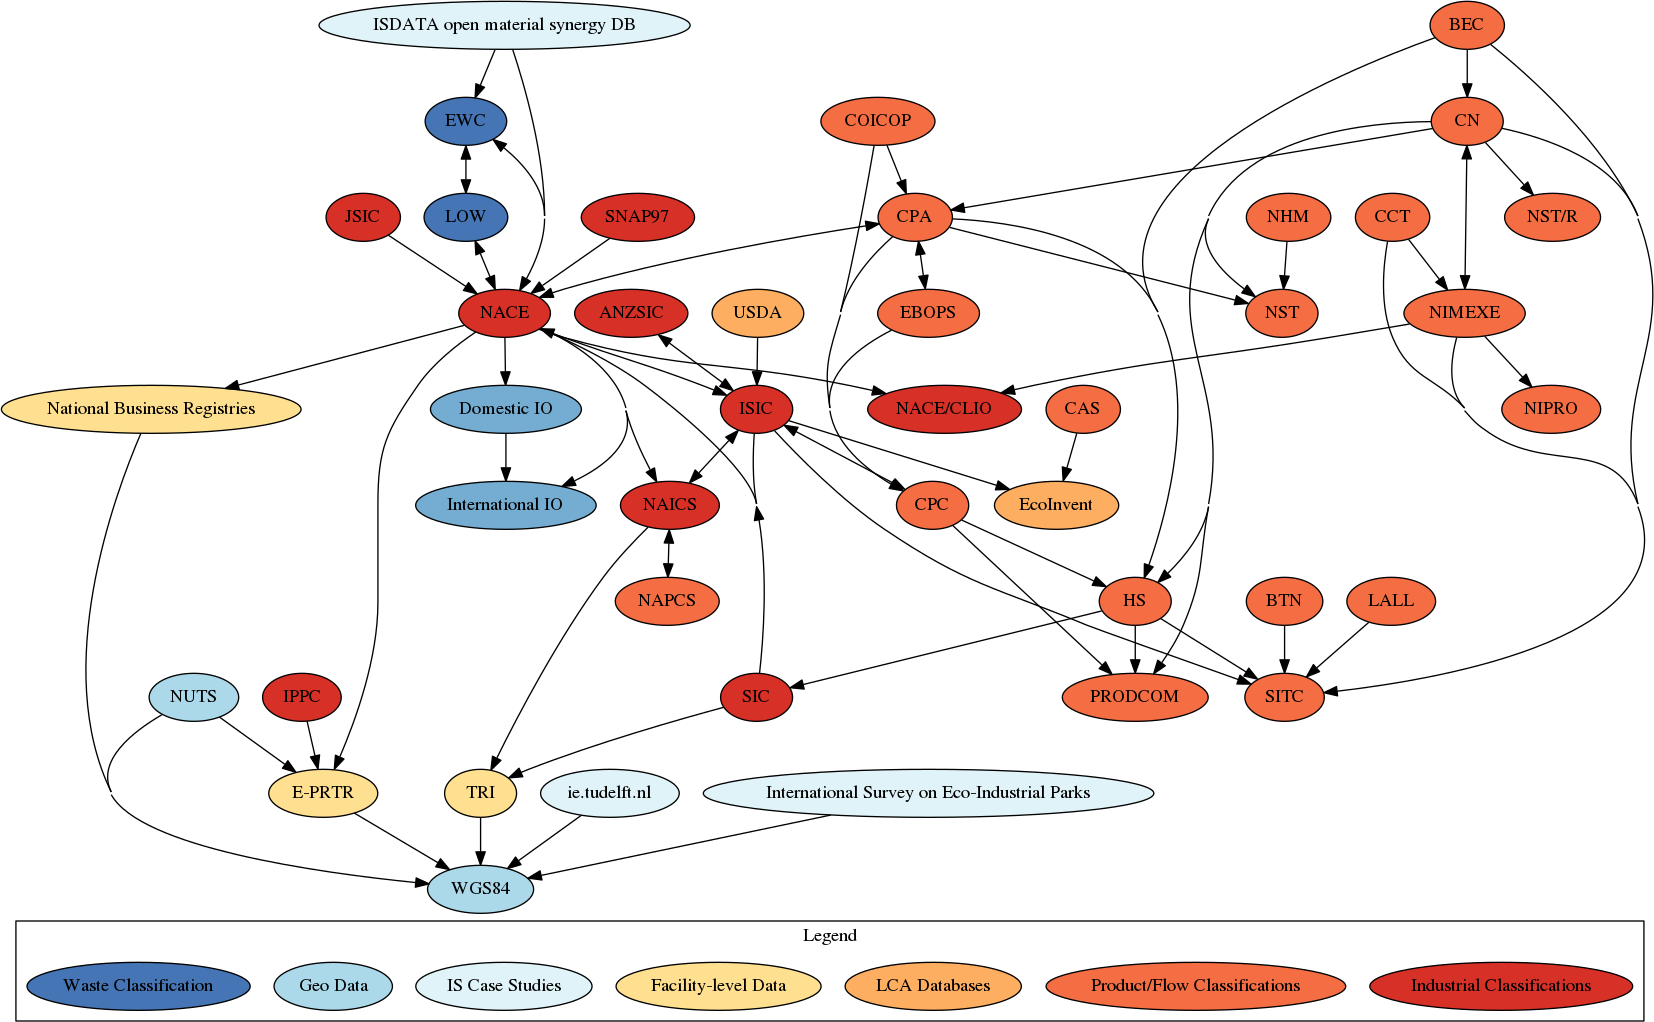 ISDATA open material synergy DB
BEC
EWC
COICOP
CN
JSIC
LOW
SNAP97
CPA
NHM
CCT
NST/R
NACE
ANZSIC
USDA
EBOPS
NST
NIMEXE
National Business Registries
Domestic IO
ISIC
NACE/CLIO
CAS
NIPRO
International IO
NAICS
CPC
EcoInvent
NAPCS
HS
BTN
LALL
NUTS
IPPC
SIC
PRODCOM
SITC
E-PRTR
TRI
ie.tudelft.nl
International Survey on Eco-Industrial Parks
WGS84
Legend
Waste Classification
Geo Data
IS Case Studies
Facility-level Data
LCA Databases
Product/Flow Classifications
Industrial Classifications